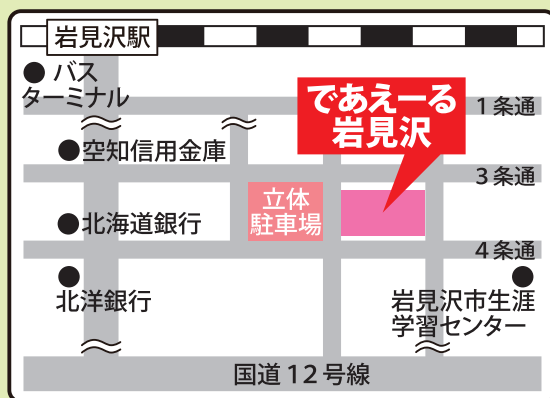 岩見沢駅
バス
ターミナル
であえーる
岩見沢
1条通
空知信用金庫
3条通
立体
駐車場
北海道銀行
4条通
北洋銀行
岩見沢市生涯
学習センター
国道12号線